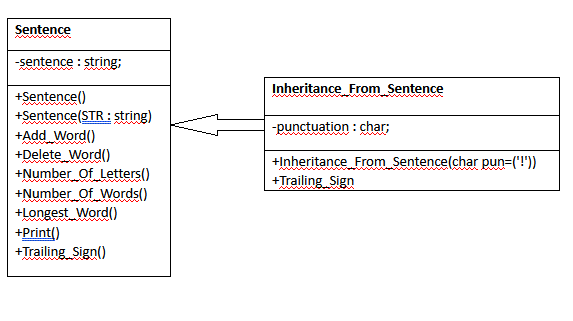 Sentence
-sentence : string;
+Sentence()
+Sentence(STR : string)
+Add_Word()
+Delete_Word()
+Number_Of_Letters()
+Number_Of_Words()
+Longest_Word()
+Print()
+Trailing_Sign()
Inheritance_From_Sentence
-punctuation : char;
+Inheritance_From_Sentence(char pun=('!'))
+Trailing_Sign